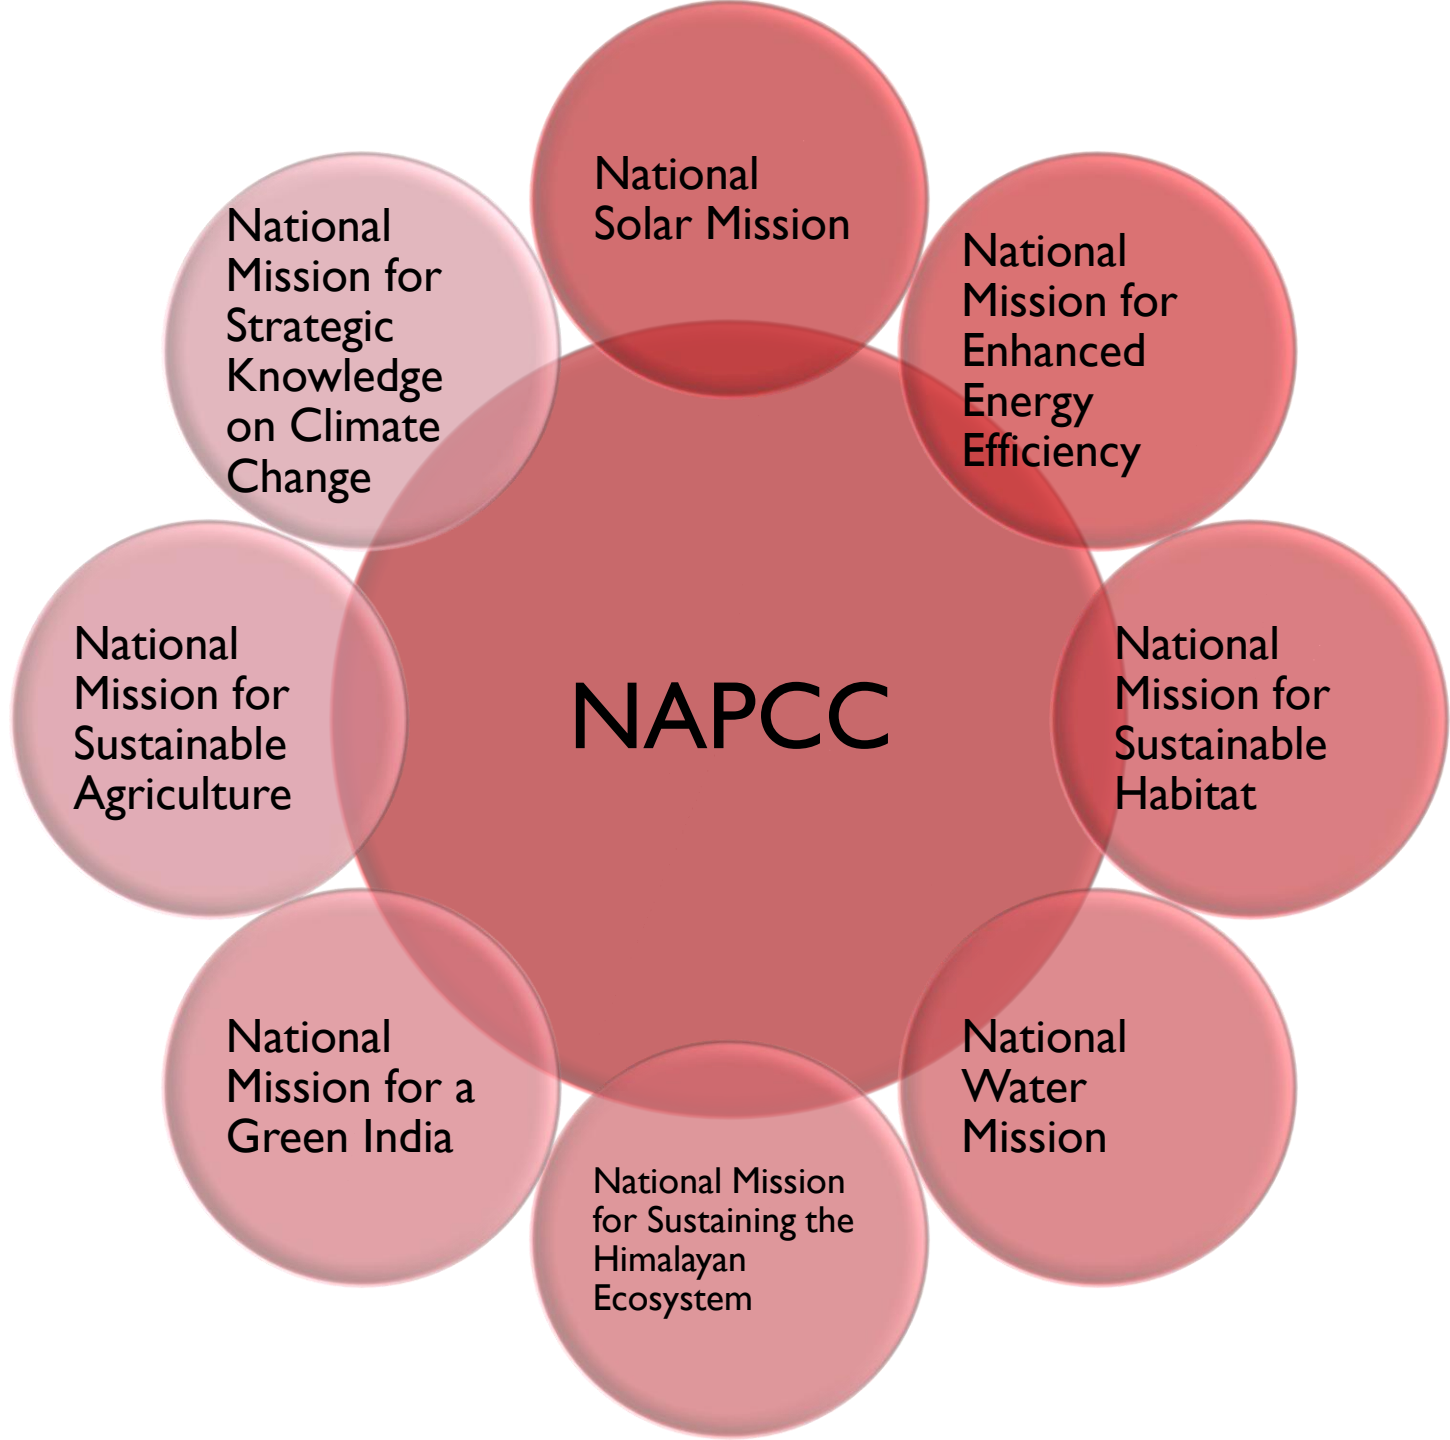 NAPCC
National
Solar Mission
National
Mission for
Enhanced
Energy
Efficiency
National
Mission for
Sustainable
Habitat
National
Water
Mission
National Mission
for Sustaining the
Himalayan
Ecosystem
National
Mission for a
Green India
National
Mission for
Sustainable
Agriculture
National
Mission for
Strategic
Knowledge
on Climate
Change